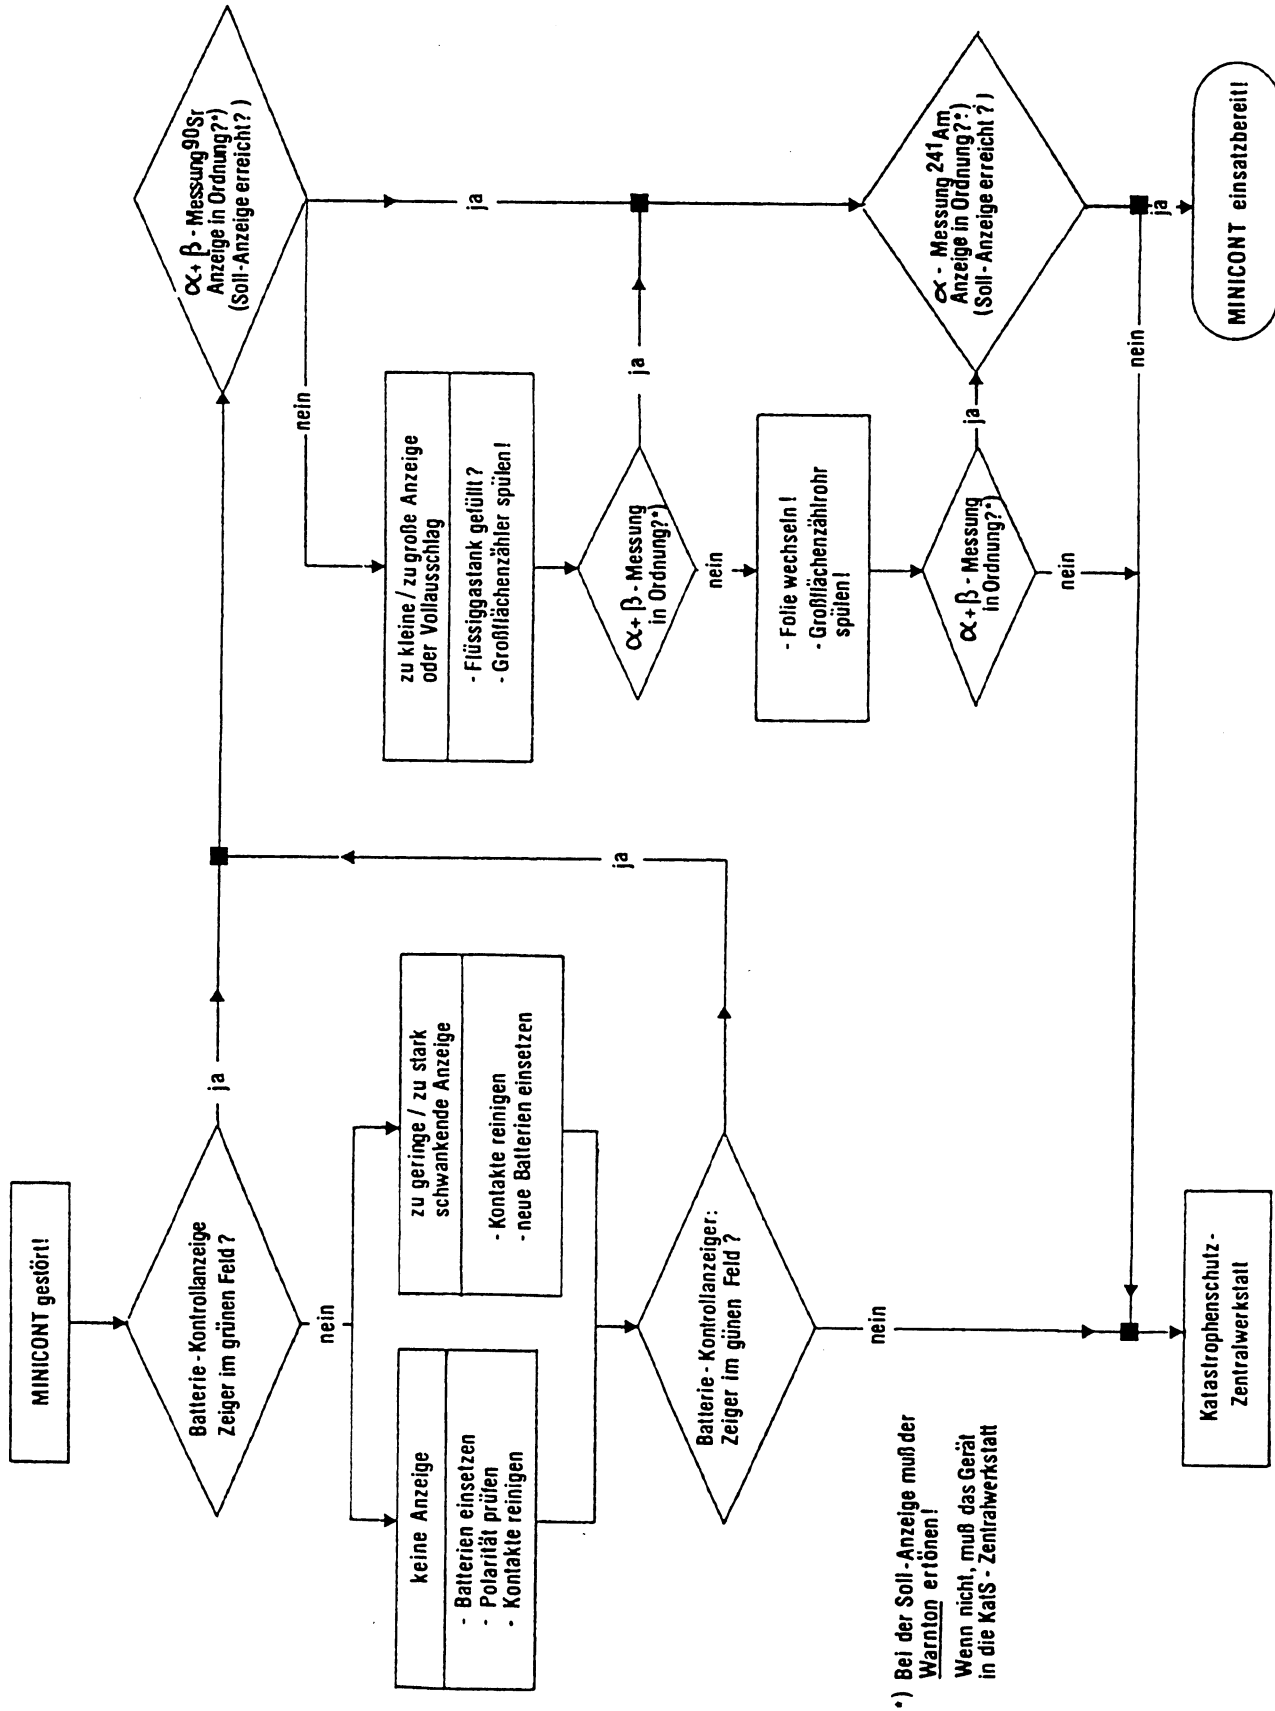 MINICONT gestört!
Batterie-Kontrollanzeige
Zeiger im grünen Feld?
ja
nein
keine Anzeige
- Batterien einsetzen
- Polarität prüfen
- Kontakte reinigen
zu geringe / zu stark
schwankende Anzeige
- Kontakte reinigen
- neue Batterien einsetzen
Batterie - Kontrollanzeiger:
Zeiger im günen Feld ?
ja
nein
α+ β - Messung 90Sr
Anzeige in Ordnung?*)
(Soll-Anzeige erreicht?)
ja
nein
zu kleine / zu große Anzeige
oder Vollausschlag
- Flüssiggastank gefüllt?
- Großflächenzähler spülen!
α+ β - Messung
in Ordnung?*)
ja
nein
- Folie wechseln!
- Großflächenzählrohr
spülen!
α+ β - Messung
in Ordnung?*)
ja
nein
α - Messung 241Am
Anzeige in Ordnung?*)
(Soll-Anzeige erreicht?)
nein
ja
MINICONT einsatzbereit!
Katastrophenschutz-
Zentralwerkstatt
*) Bei der Soll-Anzeige muß der
Warnton ertönen!
Wenn nicht, muß das Gerät
in die KatS - Zentralwerkstatt